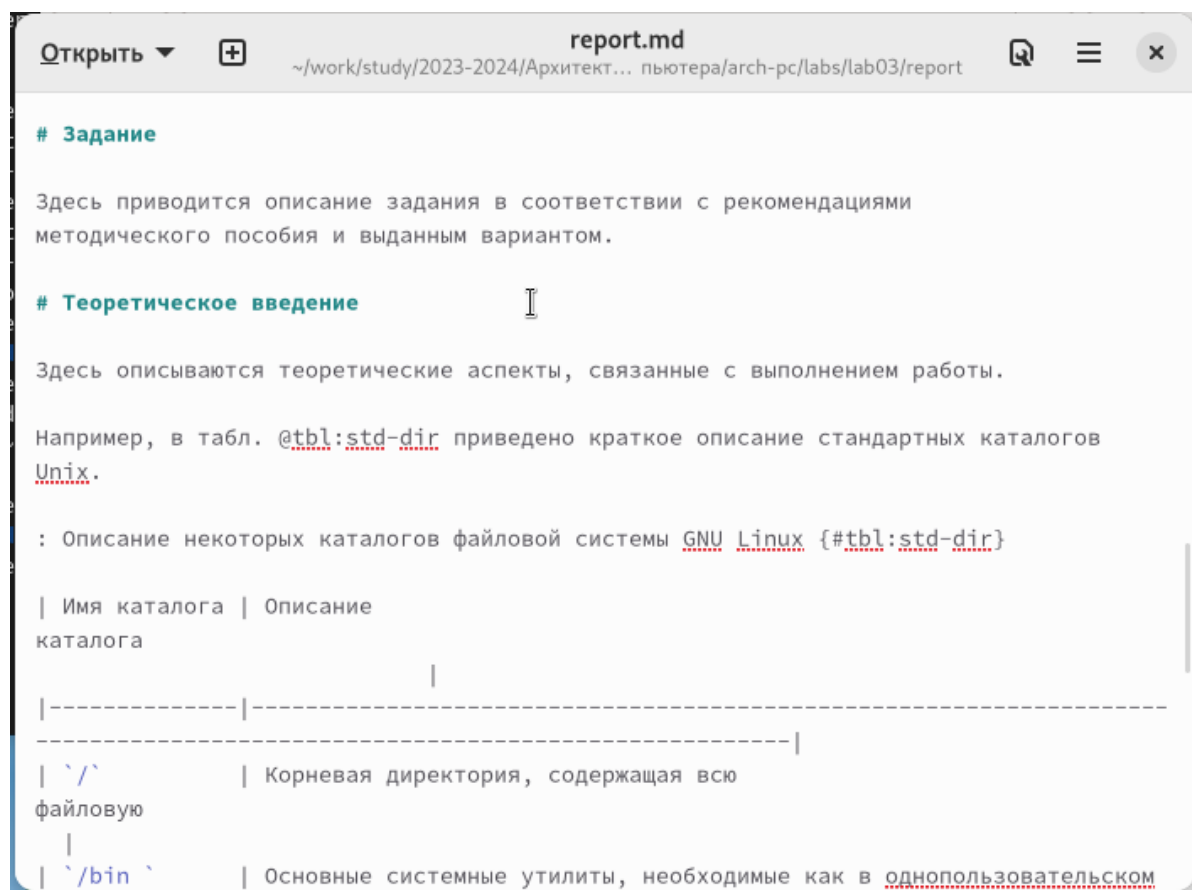 Открыть
report.md
~/work/study/2023-2024/Архитект… пьютера/arch-pc/labs/lab03/report
# Задание
Здесь приводится описание задания в соответствии с рекомендациями
методического пособия и выданным вариантом.
# Теоретическое введение
Здесь описываются теоретические аспекты, связанные с выполнением работы.
Например, в табл. @tbl:std-dir приведено краткое описание стандартных каталогов
Unix.
: Описание некоторых каталогов файловой системы GNU Linux {#tbl:std-dir}
| Имя каталога | Описание
каталога
|
|--------------|--------------------------------------------------------------------
--------------------------------------------------------|
| `/`          | Корневая директория, содержащая всю
файловую
|
| `/bin `      | Основные системные утилиты, необходимые как в однопользовательском